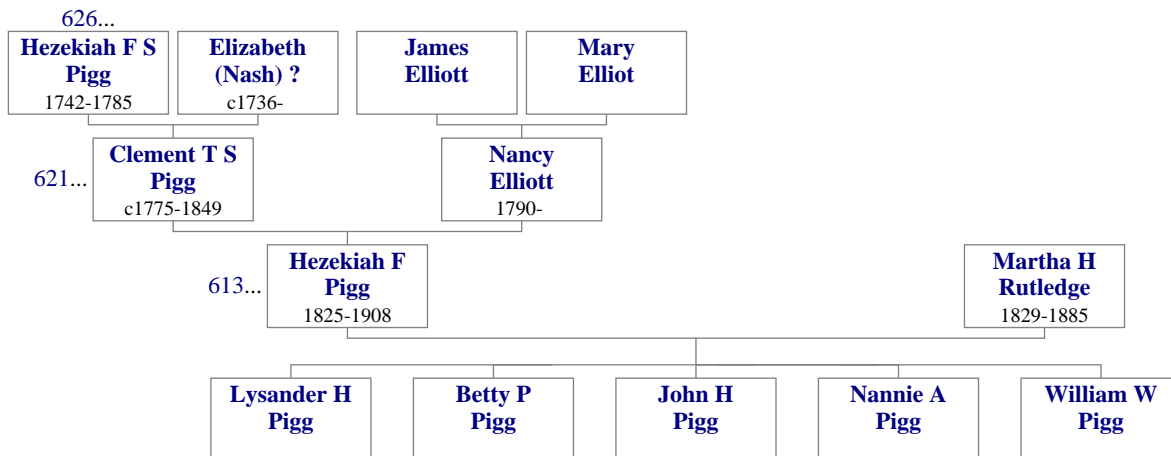 626...
Hezekiah F S
Pigg
1742-1785
Elizabeth
(Nash) ?
c1736-
James
Elliott
Mary
Elliot
621...
Clement T S
Pigg
c1775-1849
Nancy
Elliott
1790-
613...
Hezekiah F
Pigg
1825-1908
Martha H
Rutledge
1829-1885
Lysander H
Pigg
Betty P
Pigg
John H
Pigg
Nannie A
Pigg
William W
Pigg